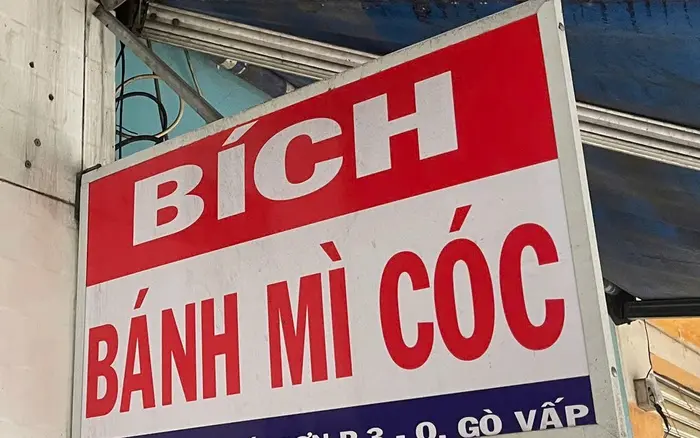 BÍCH
BÁNH MÌ CÓC
P.3 - Q. GÒ VẤP